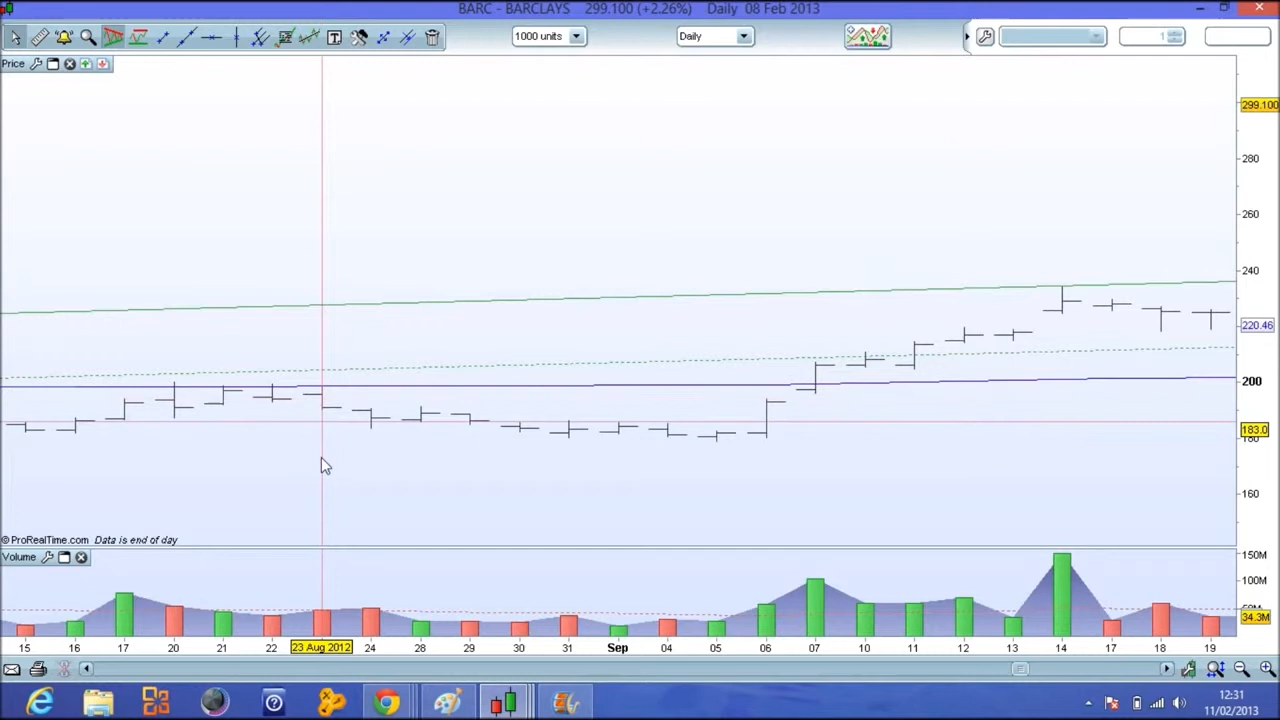 BARC - BARCLAYS 299.100 (+2.26%) Daily 08 Feb 2013
1000 units
Daily
1
Price
299.100
280
260
240
220.46
200
183.0
180
160
© ProRealTime.com Data is end of day
Volume
150M
100M
34.3M
15 16 17 20 21 22 23 Aug 2012 24 28 29 30 31 Sep 04 05 06 07 10 11 12 13 14 17 18 19
12:31
11/02/2013